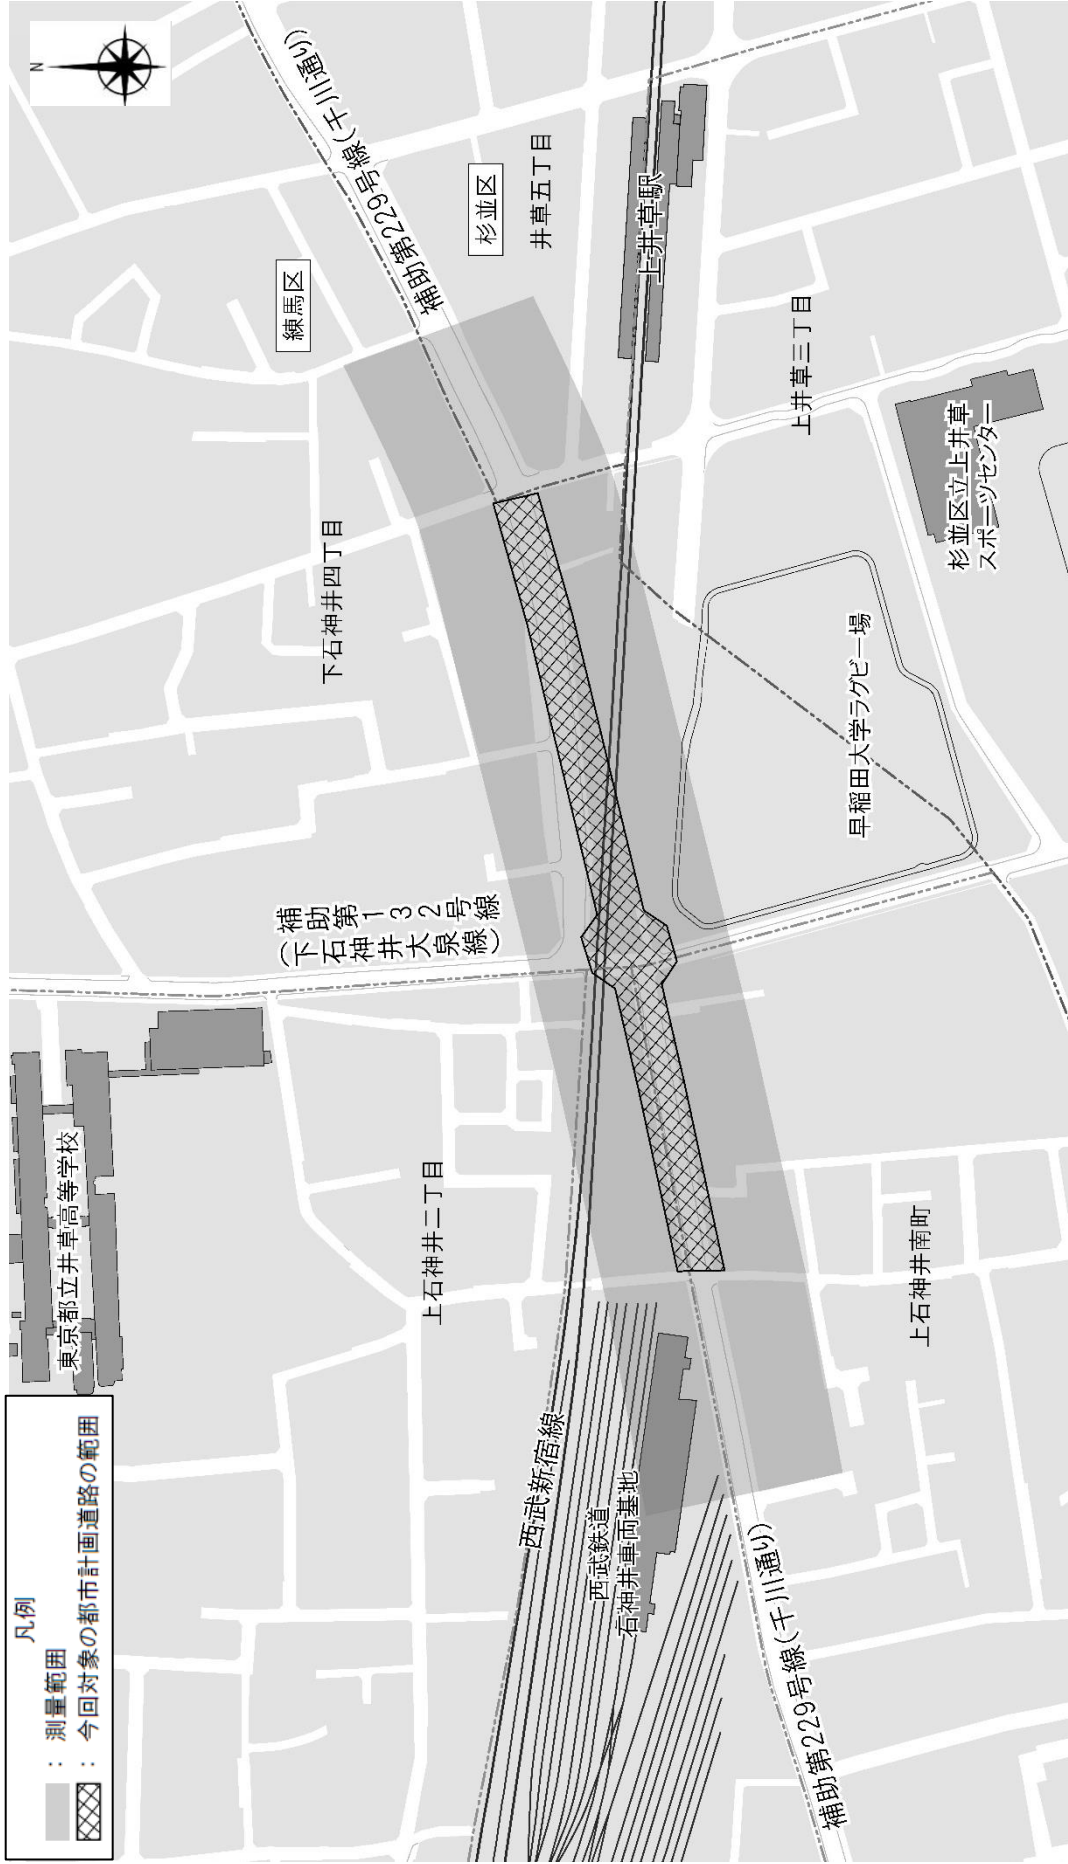 凡例
： 測量範囲
： 今回対象の都市計画道路の範囲
N
東京都立井草高等学校
補助第132号線
(下石神井大泉線)
練馬区
杉並区
補助第229号線(千川通り)
下石神井四丁目
井草五丁目
上石神井二丁目
西武新宿線
上井草駅
西武鉄道
石神井車両基地
上井草三丁目
早稲田大学ラグビー場
杉並区立上井草
スポーツセンター
上石神井南町
補助第229号線(千川通り)